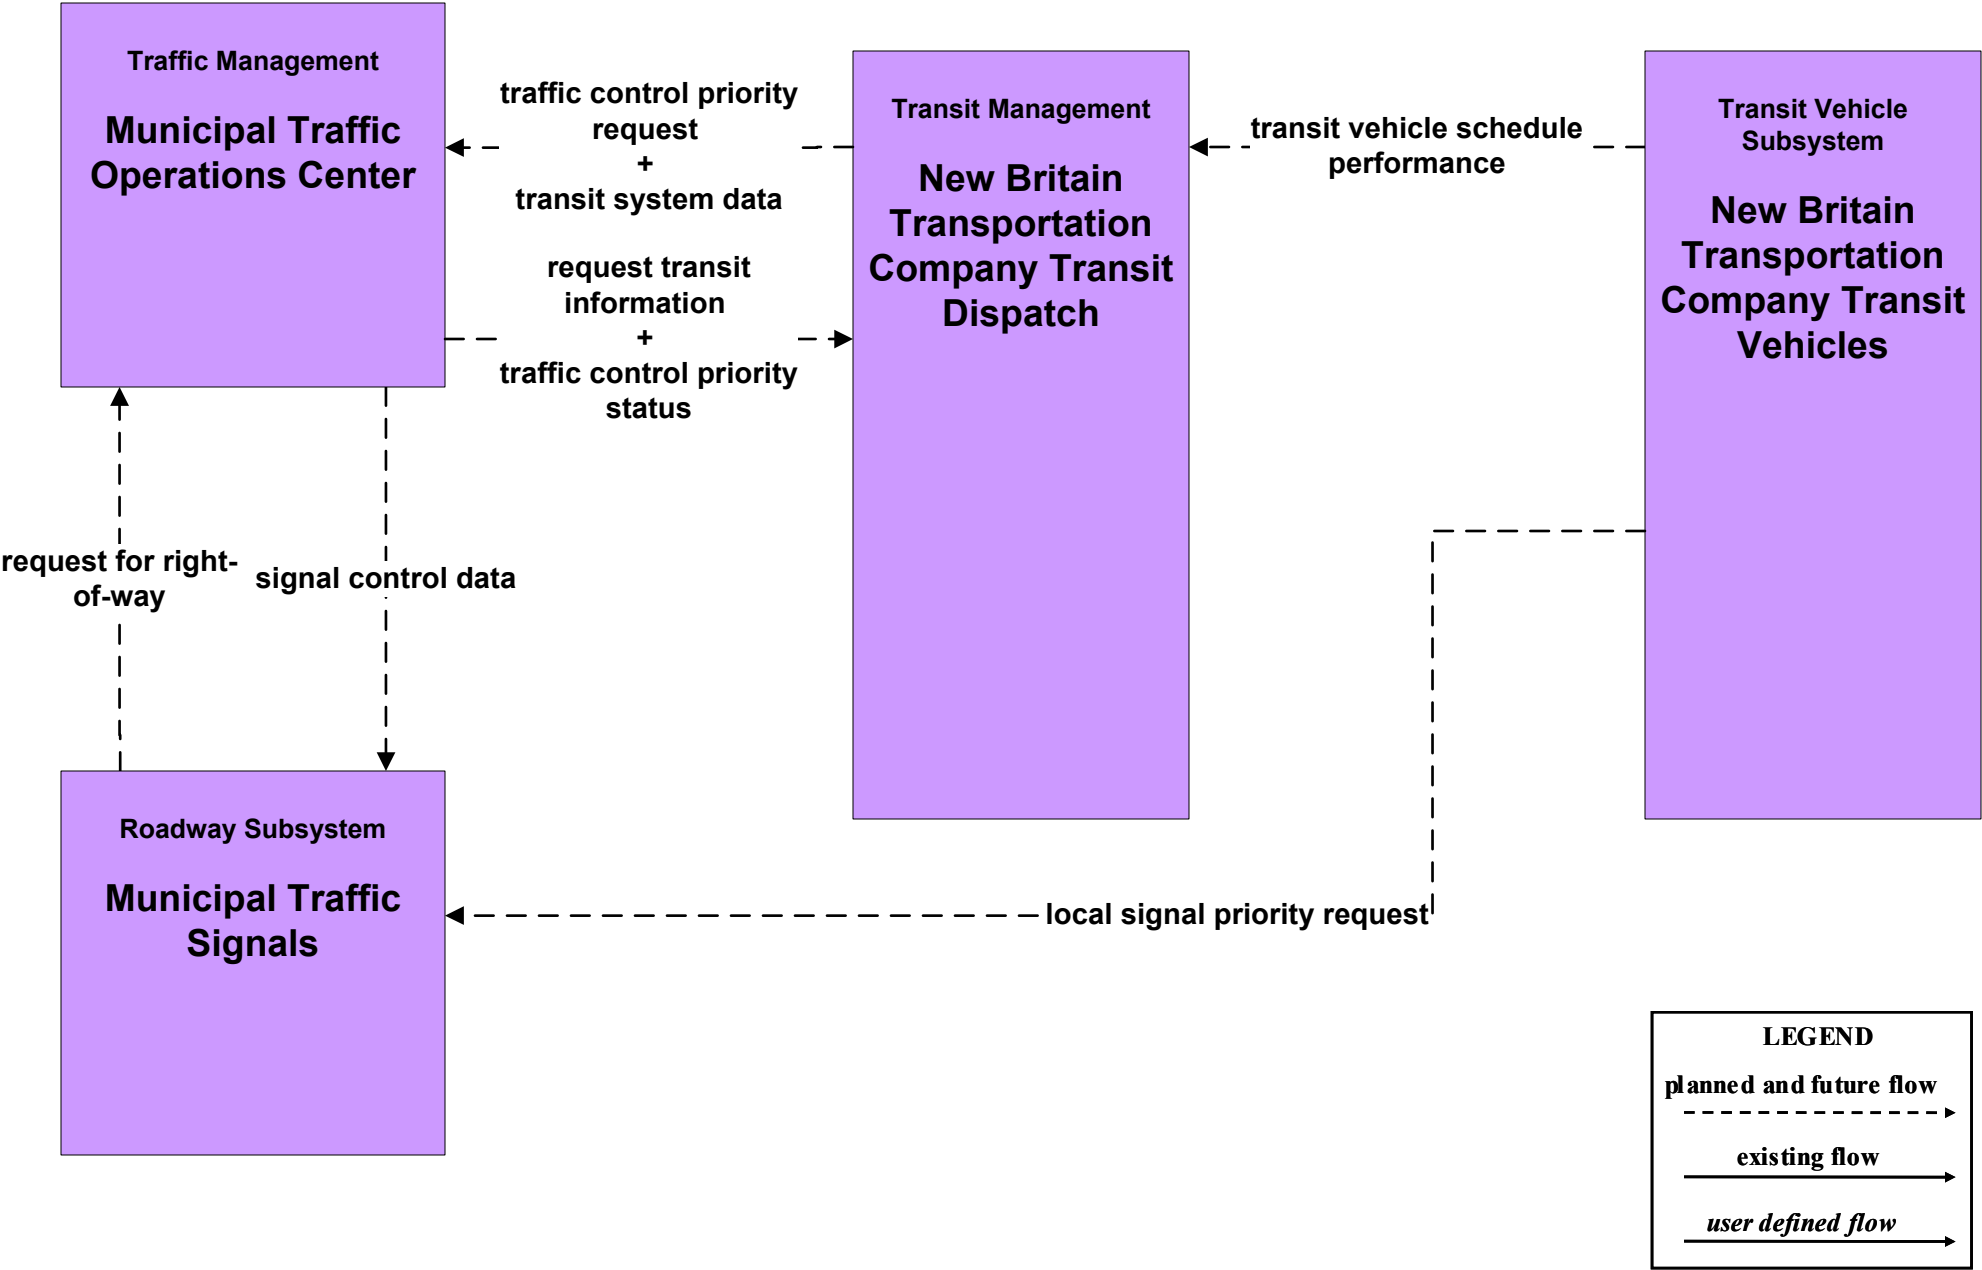 Traffic Management
Municipal Traffic
Operations Center
traffic control priority
request
+
transit system data
request transit
information
+
traffic control priority
status
Transit Management
New Britain
Transportation
Company Transit
Dispatch
transit vehicle schedule
performance
Transit Vehicle
Subsystem
New Britain
Transportation
Company Transit
Vehicles
request for right-
of-way
signal control data
Roadway Subsystem
Municipal Traffic
Signals
local signal priority request
LEGEND
planned and future flow
existing flow
user defined flow